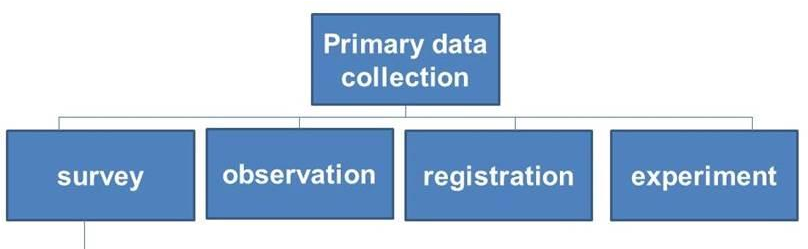 Primary data
collection
survey
observation
registration
experiment